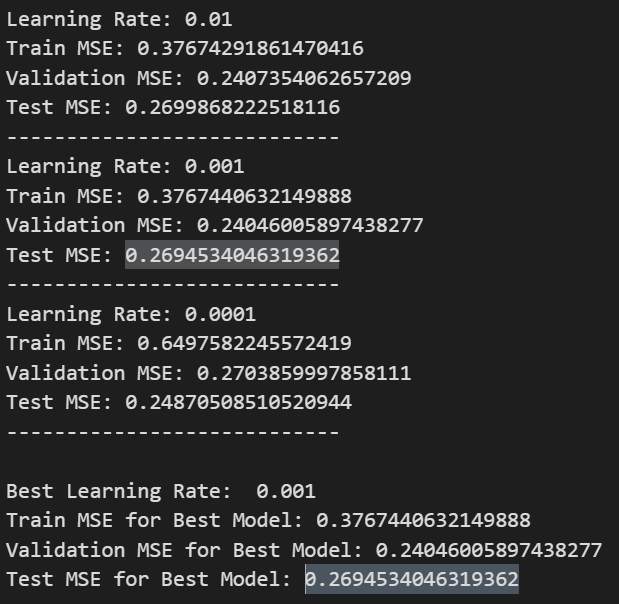 Learning Rate: 0.01
Train MSE: 0.37674291861470416
Validation MSE: 0.2407354062657209
Test MSE: 0.2699868222518116
----------------------------
Learning Rate: 0.001
Train MSE: 0.3767440632149888
Validation MSE: 0.24046005897438277
Test MSE: 0.2694534046319362
----------------------------
Learning Rate: 0.0001
Train MSE: 0.6497582245572419
Validation MSE: 0.2703859997858111
Test MSE: 0.24870508510520944
----------------------------
Best Learning Rate:  0.001
Train MSE for Best Model: 0.3767440632149888
Validation MSE for Best Model: 0.24046005897438277
Test MSE for Best Model: 0.2694534046319362